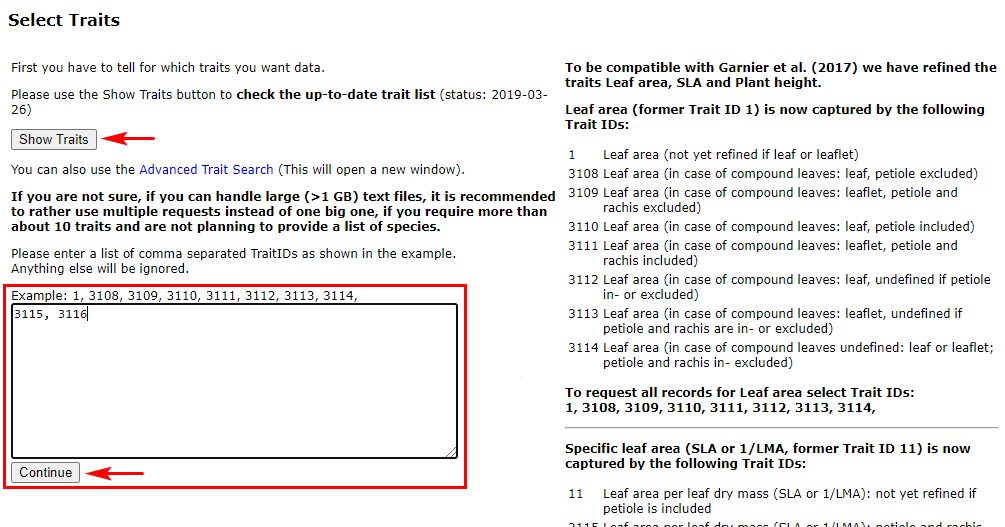 Select Traits
First you have to tell for which traits you want data.
Please use the Show Traits button to check the up-to-date trait list (status: 2019-03-
26)
Show Traits
You can also use the Advanced Trait Search (This will open a new window).
If you are not sure, if you can handle large (>1 GB) text files, it is recommended
to rather use multiple requests instead of one big one, if you require more than
about 10 traits and are not planning to provide a list of species.
Please enter a list of comma separated TraitIDs as shown in the example.
Anything else will be ignored.
Example: 1, 3108, 3109, 3110, 3111, 3112, 3113, 3114,
3115, 3116
Continue
To be compatible with Garnier et al. (2017) we have refined the
traits Leaf area, SLA and Plant height.
Leaf area (former Trait ID 1) is now captured by the following
Trait IDs:
1 Leaf area (not yet refined if leaf or leaflet)
3108 Leaf area (in case of compound leaves: leaf, petiole excluded)
3109 Leaf area (in case of compound leaves: leaflet, petiole and
rachis excluded)
3110 Leaf area (in case of compound leaves: leaf, petiole included)
3111 Leaf area (in case of compound leaves: leaflet, petiole and
rachis included)
3112 Leaf area (in case of compound leaves: leaf, undefined if petiole
in- or excluded)
3113 Leaf area (in case of compound leaves: leaflet, undefined if
petiole and rachis are in- or excluded)
3114 Leaf area (in case of compound leaves undefined: leaf or leaflet;
petiole and rachis in- excluded)
To request all records for Leaf area select Trait IDs:
1, 3108, 3109, 3110, 3111, 3112, 3113, 3114,
Specific leaf area (SLA or 1/LMA, former Trait ID 11) is now
captured by the following Trait IDs:
11 Leaf area per leaf dry mass (SLA or 1/LMA): not yet refined if
petiole is included
3115 Leaf area per leaf dry mass (SLA or 1/LMA): petiole and rachis